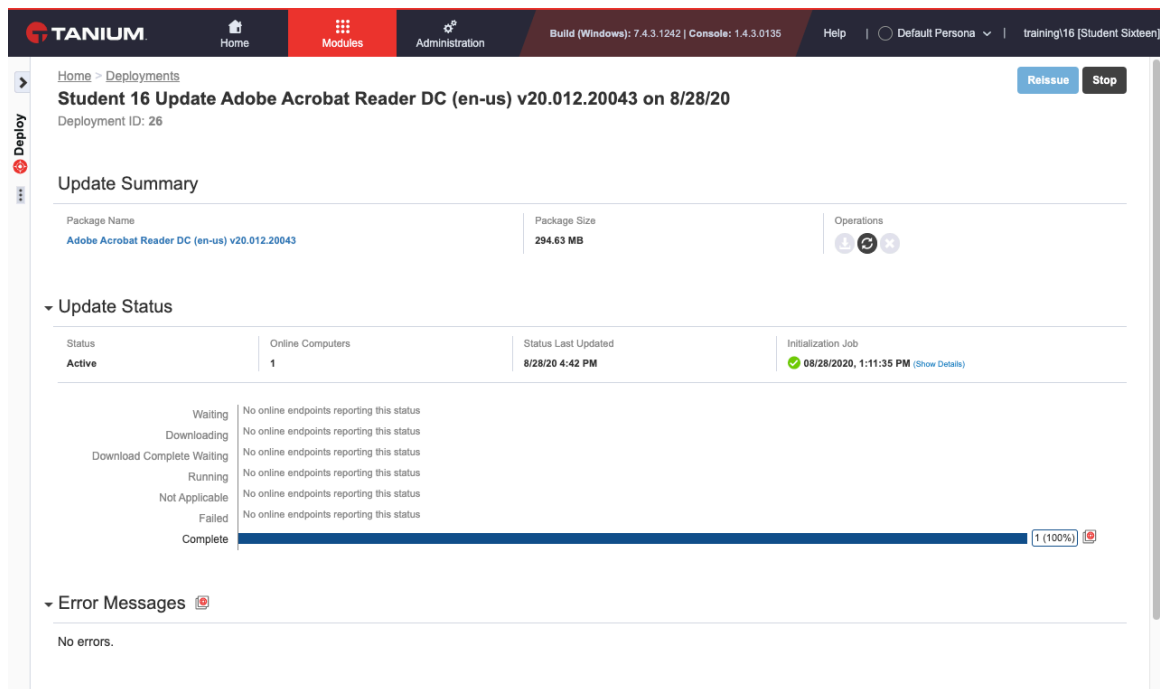 TANIUM.
Home
Modules
Administration
Build (Windows): 7.4.3.1242 | Console: 1.4.3.0135
Help | Default Persona | training\16 [Student Sixteen]
Deploy
Home > Deployments
Reissue Stop
Student 16 Update Adobe Acrobat Reader DC (en-us) v20.012.20043 on 8/28/20
Deployment ID: 26
Update Summary
Package Name Package Size Operations
Adobe Acrobat Reader DC (en-us) v20.012.20043 294.63 MB
Update Status
Status Online Computers Status Last Updated Initialization Job
Active 1 8/28/20 4:42 PM 08/28/2020, 1:11:35 PM (Show Details)
Waiting No online endpoints reporting this status
Downloading No online endpoints reporting this status
Download Complete Waiting No online endpoints reporting this status
Running No online endpoints reporting this status
Not Applicable No online endpoints reporting this status
Failed No online endpoints reporting this status
Complete 1 (100%)
Error Messages
No errors.